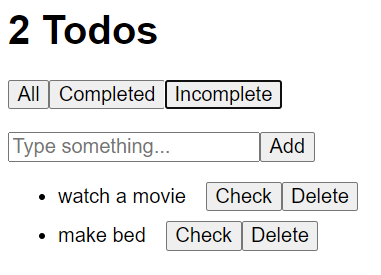 2 Todos
All Completed Incomplete
Type something... Add
watch a movie Check Delete
make bed Check Delete